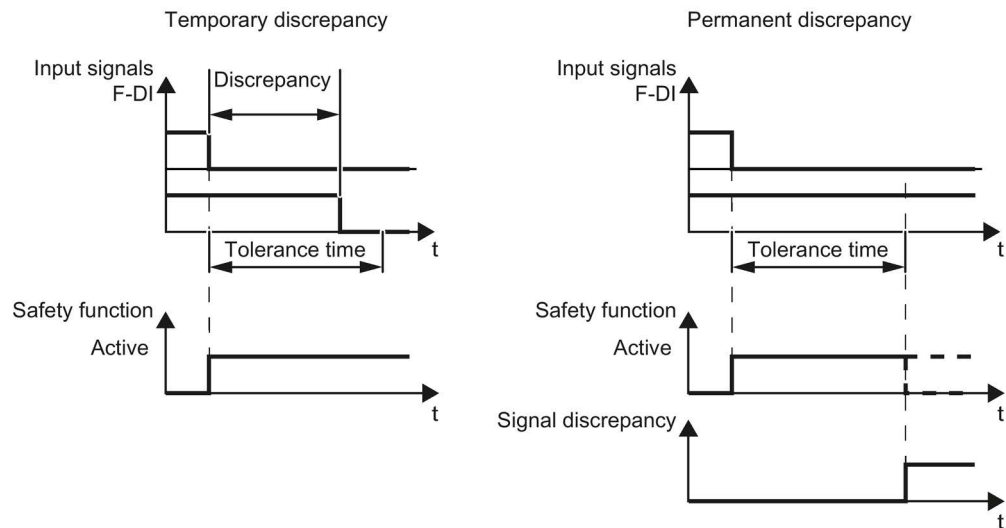 Temporary discrepancy
Input signals
F-DI
Discrepancy
t
Tolerance time
Safety function
Active
t
Permanent discrepancy
Input signals
F-DI
t
Tolerance time
Safety function
Active
t
Signal discrepancy
t